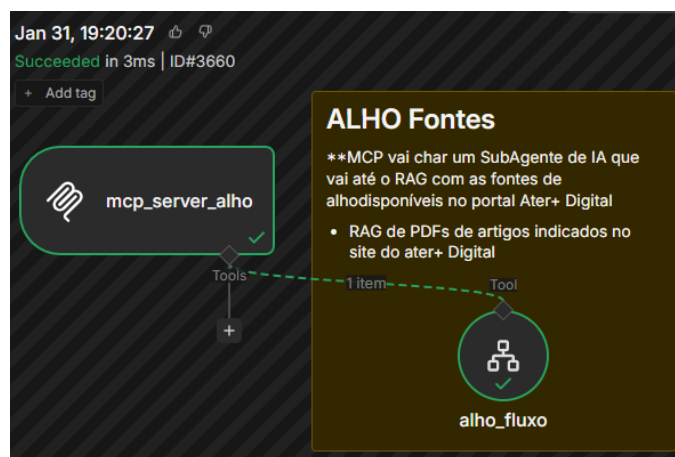 Jan 31, 19:20:27
Succeeded in 3ms | ID#3660
+ Add tag
ALHO Fontes
**MCP vai char um SubAgente de IA que
vai até o RAG com as fontes de
alhodisponíveis no portal Ater+ Digital
• RAG de PDFs de artigos indicados no
site do ater+ Digital
mcp_server_alho
Tools
1 item
Tool
+
alho_fluxo